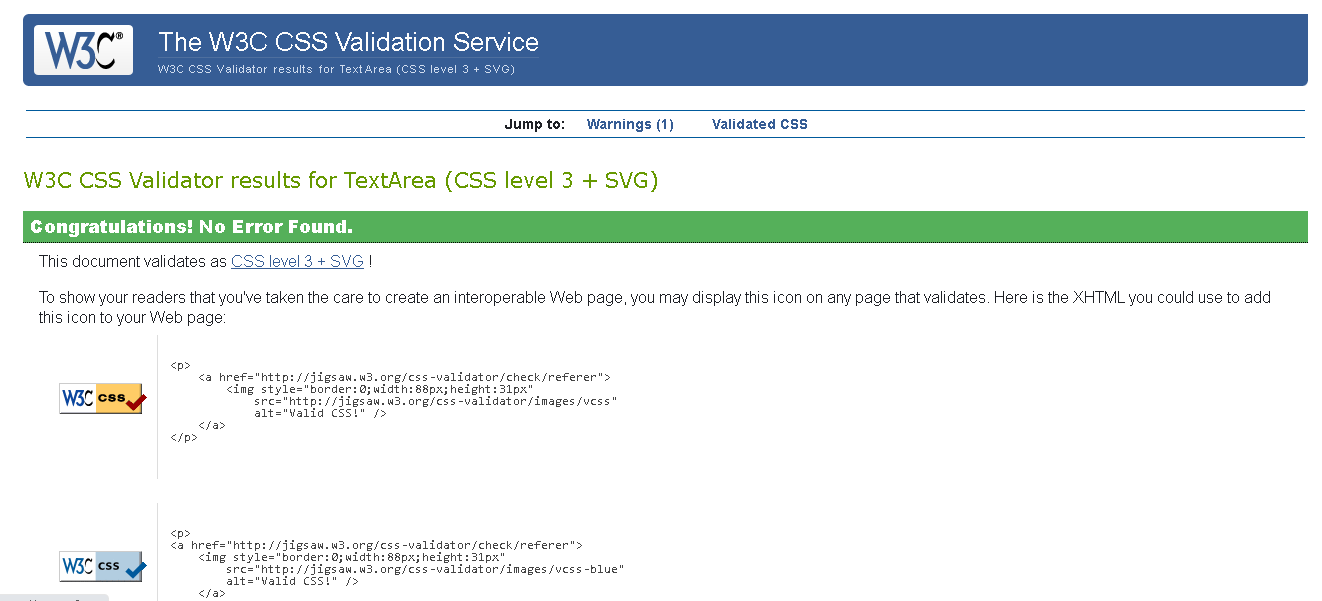 W3C®
The W3C CSS Validation Service
W3C CSS Validator results for TextArea (CSS level 3 + SVG)
Jump to: Warnings (1) Validated CSS
W3C CSS Validator results for TextArea (CSS level 3 + SVG)
Congratulations! No Error Found.
This document validates as CSS level 3 + SVG !
To show your readers that you've taken the care to create an interoperable Web page, you may display this icon on any page that validates. Here is the XHTML you could use to add
this icon to your Web page:
W3C css
<p>
<a href="http://jigsaw.w3.org/css-validator/check/referer">
<img style="border:0;width:88px;height:31px"
src="http://jigsaw.w3.org/css-validator/images/vcss"
alt="Valid CSS!" />
</a>
</p>
W3C css
<p>
<a href="http://jigsaw.w3.org/css-validator/check/referer">
<img style="border:0;width:88px;height:31px"
src="http://jigsaw.w3.org/css-validator/images/vcss-blue"
alt="Valid CSS!" />
</a>